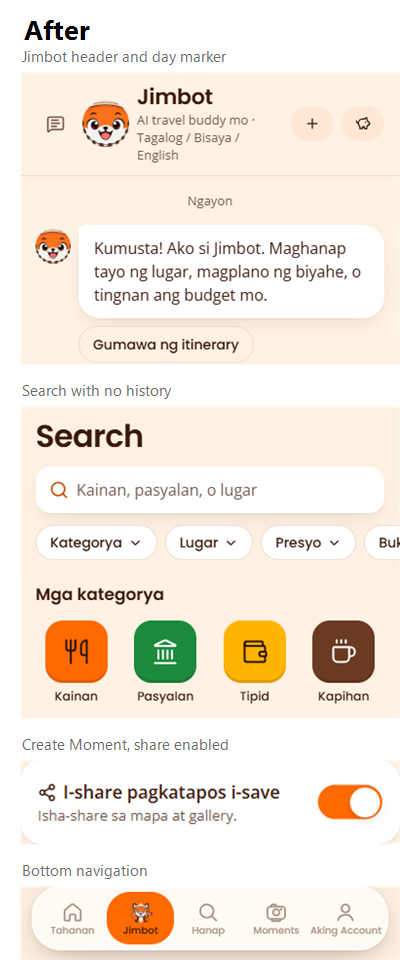 After
Jimbot header and day marker
Jimbot
AI travel buddy mo ·
Tagalog / Bisaya /
English
Ngayon
Kumusta! Ako si Jimbot. Maghanap
tayo ng lugar, magplano ng biyahe, o
tingnan ang budget mo.
Gumawa ng itinerary
Search with no history
Search
Kainan, pasyalan, o lugar
Kategorya
Lugar
Presyo
Buk
Mga kategorya
Kainan
Pasyalan
Tipid
Kapihan
Create Moment, share enabled
I-share pagkatapos i-save
Isha-share sa mapa at gallery.
Bottom navigation
Tahanan
Jimbot
Hanap
Moments
Aking Account